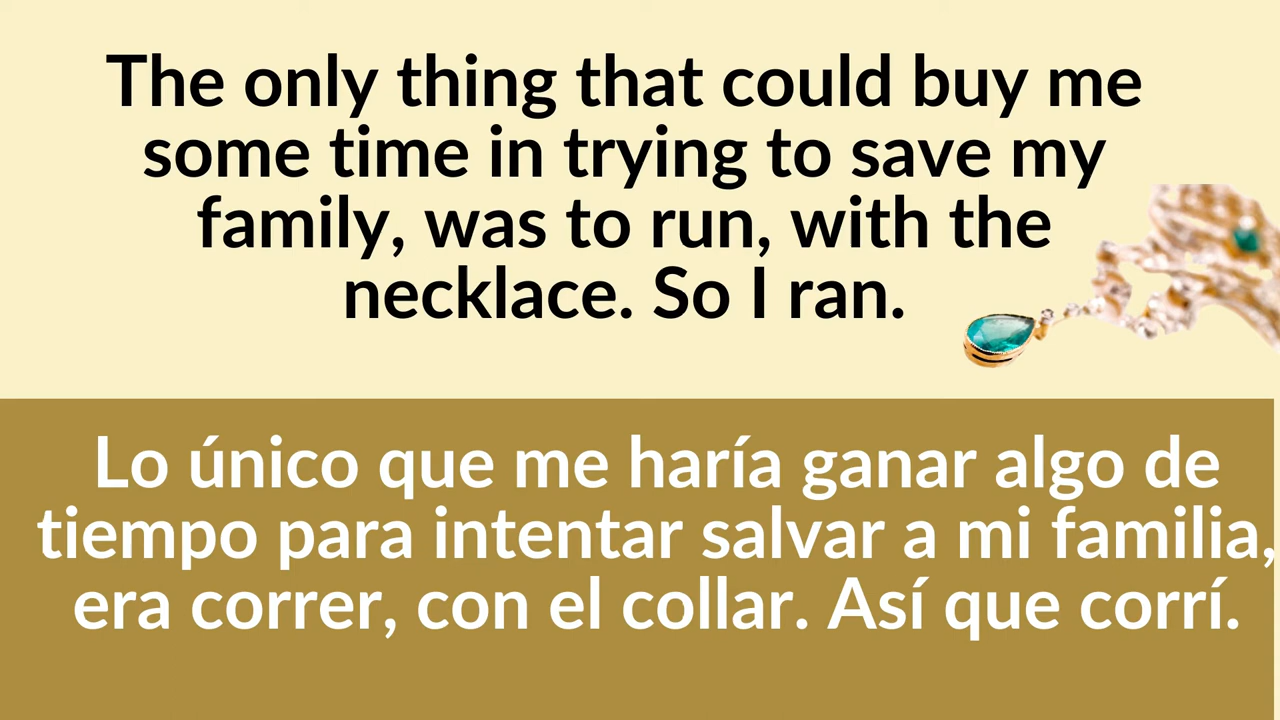 The only thing that could buy me
some time in trying to save my
family, was to run, with the
necklace. So I ran.
Lo único que me haría ganar algo de
tiempo para intentar salvar a mi familia,
era correr, con el collar. Así que corrí.